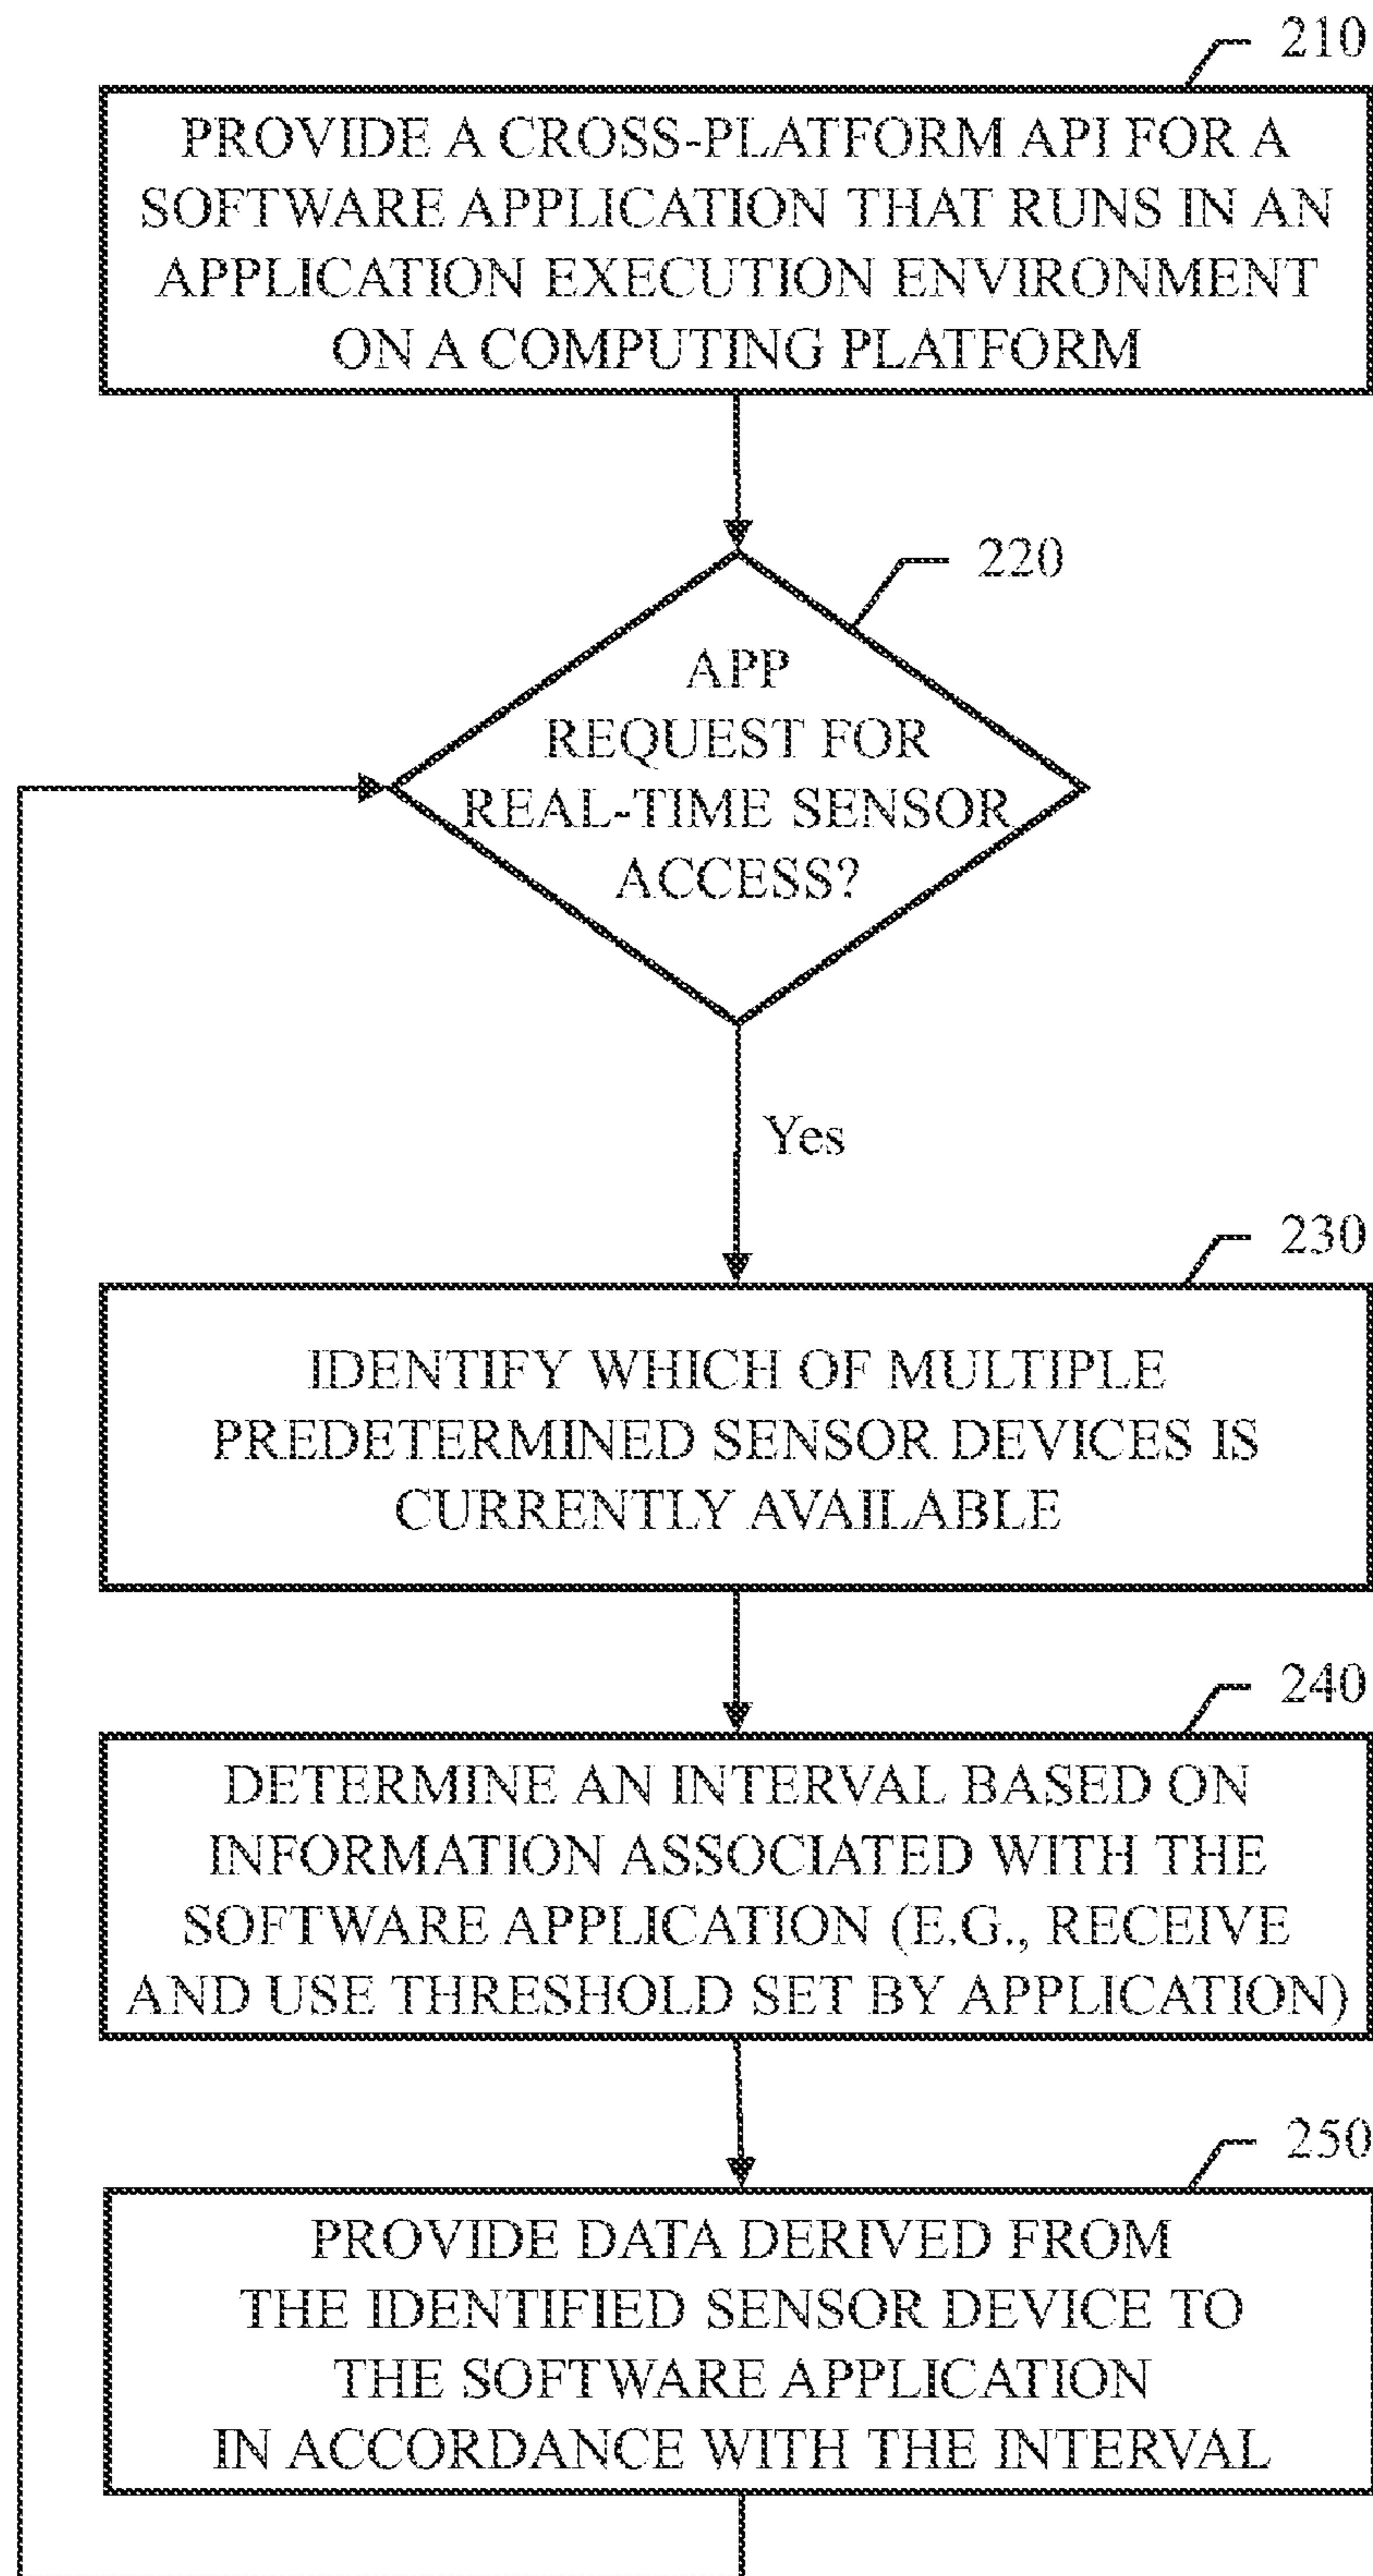 210
PROVIDE A CROSS-PLATFORM API FOR A
SOFTWARE APPLICATION THAT RUNS IN AN
APPLICATION EXECUTION ENVIRONMENT
ON A COMPUTING PLATFORM
220
APP
REQUEST FOR
REAL-TIME SENSOR
ACCESS?
Yes
230
IDENTIFY WHICH OF MULTIPLE
PREDETERMINED SENSOR DEVICES IS
CURRENTLY AVAILABLE
240
DETERMINE AN INTERVAL BASED ON
INFORMATION ASSOCIATED WITH THE
SOFTWARE APPLICATION (E.G., RECEIVE
AND USE THRESHOLD SET BY APPLICATION)
250
PROVIDE DATA DERIVED FROM
THE IDENTIFIED SENSOR DEVICE TO
THE SOFTWARE APPLICATION
IN ACCORDANCE WITH THE INTERVAL